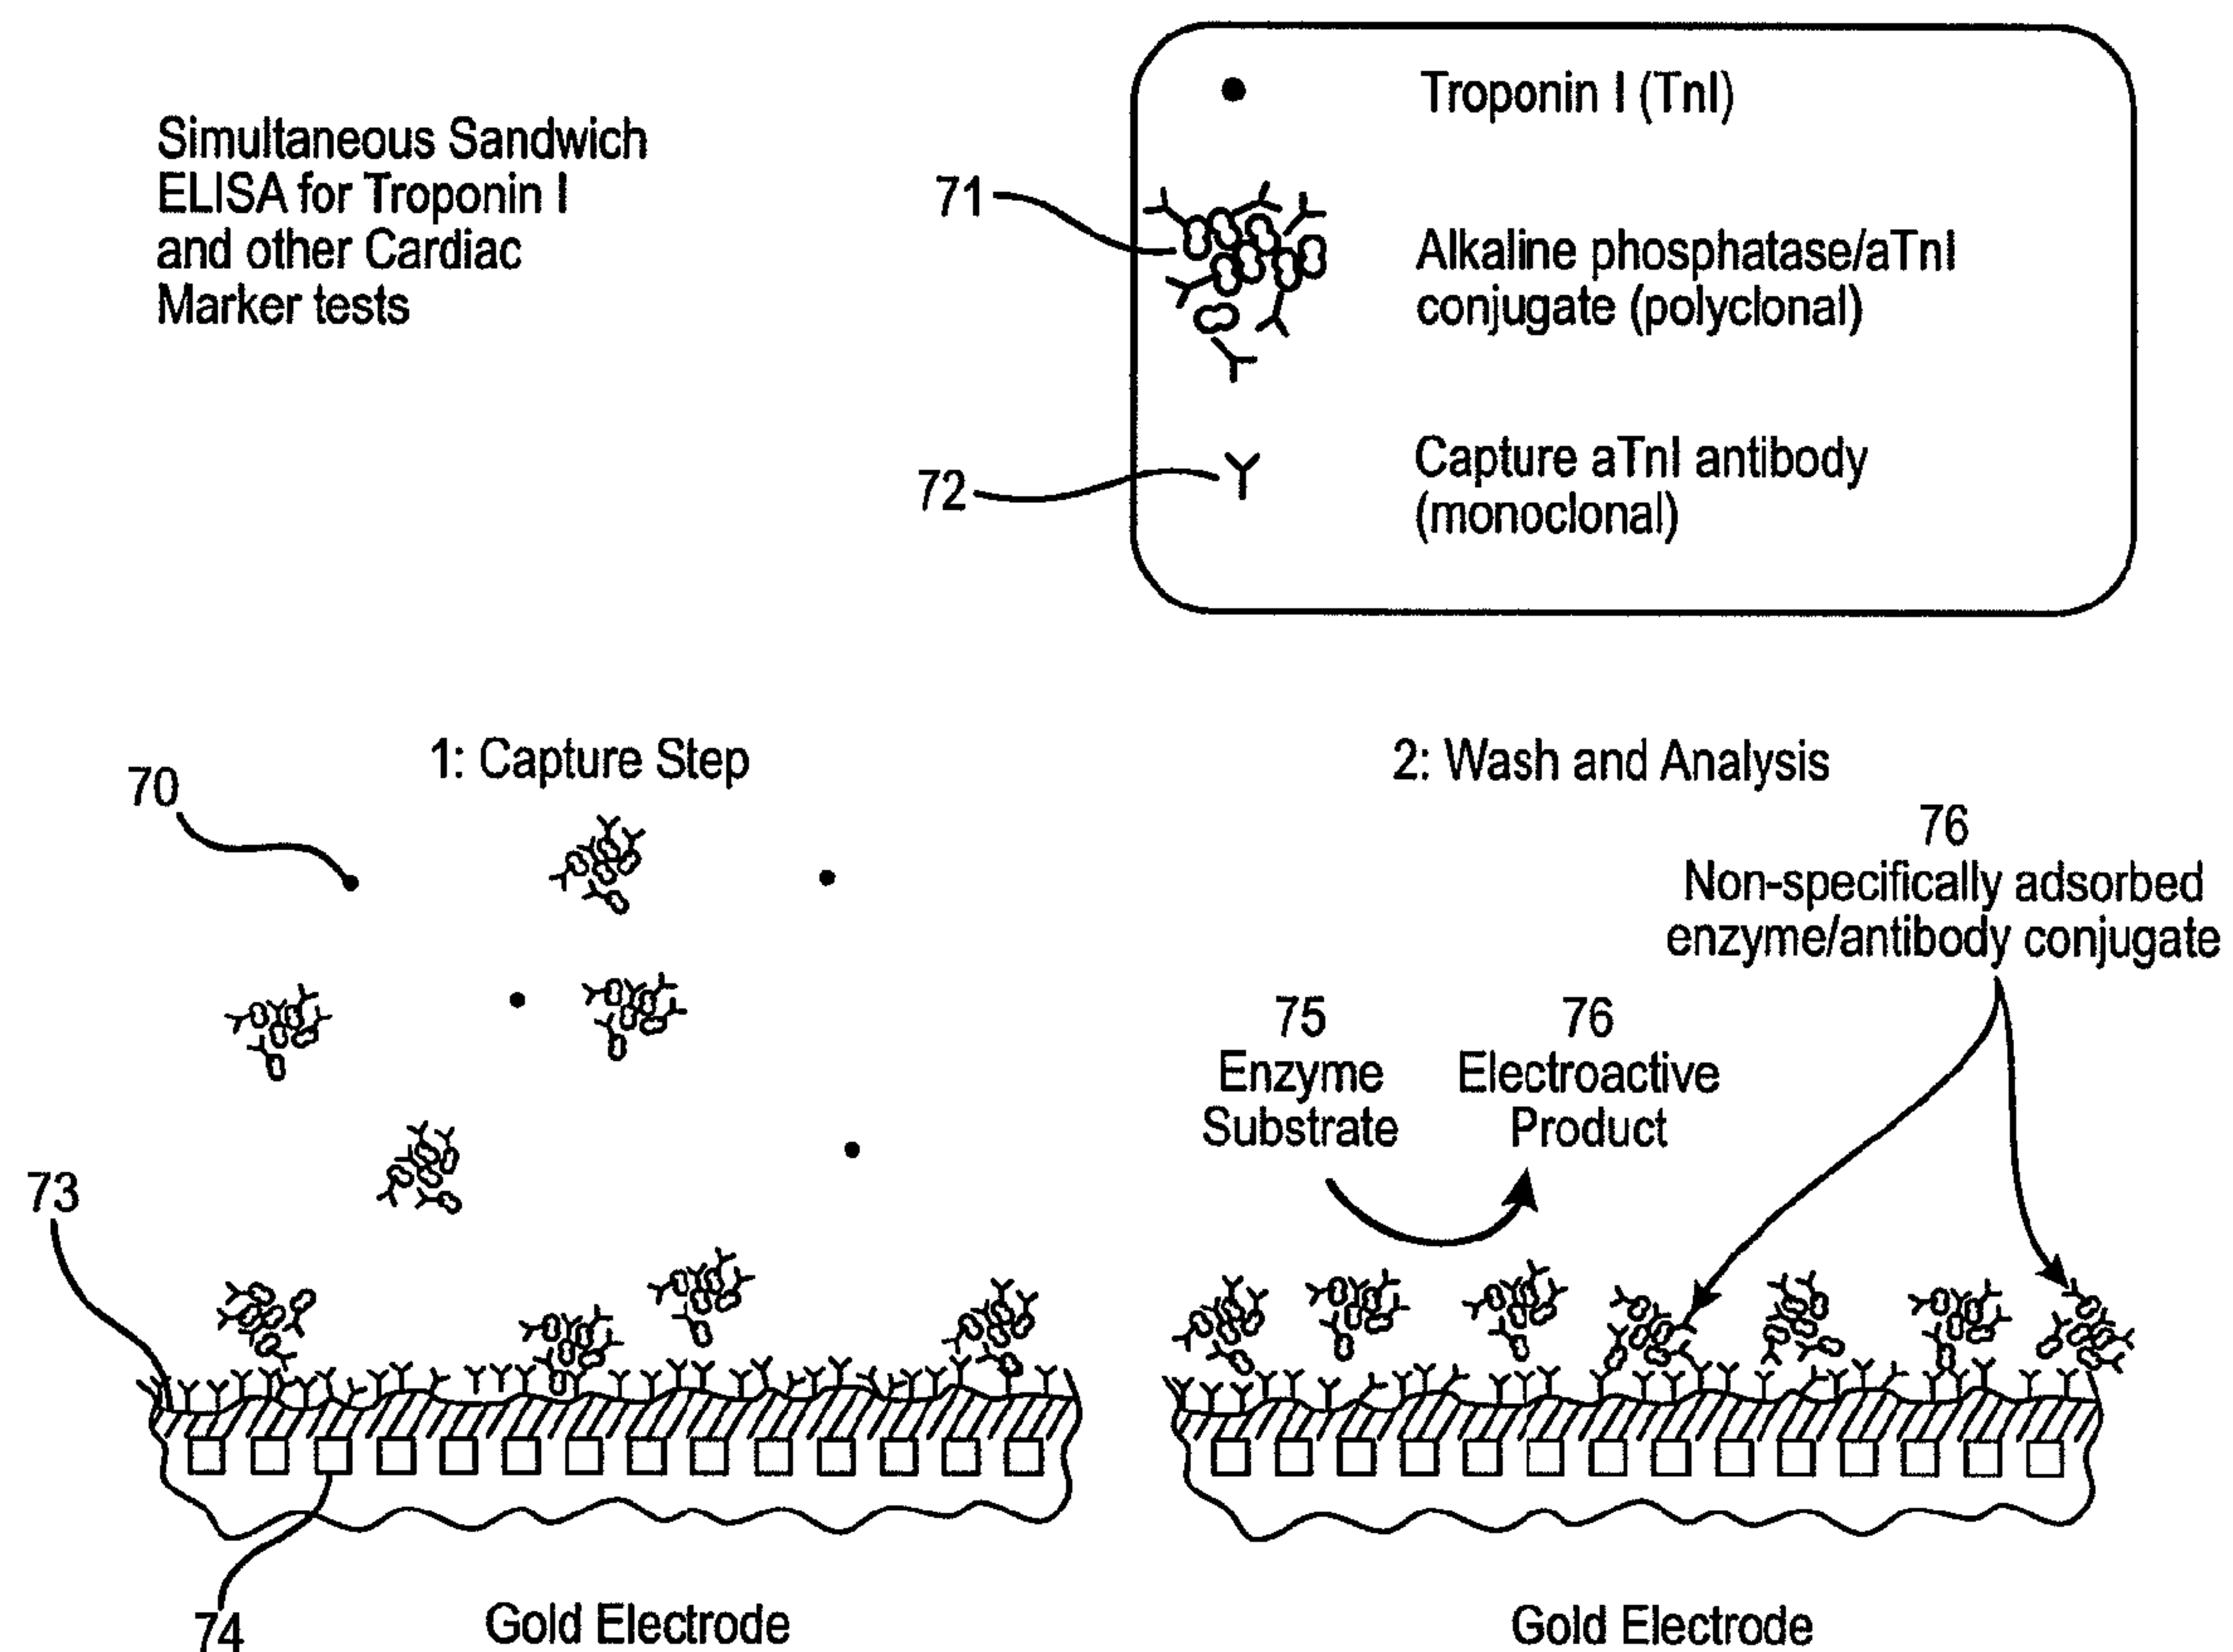 Simultaneous Sandwich
ELISA for Troponin I
and other Cardiac
Marker tests
Troponin I (TnI)
71
Alkaline phosphatase/aTnI
conjugate (polyclonal)
72
Capture aTnI antibody
(monoclonal)
1: Capture Step
70
73
74
Gold Electrode
2: Wash and Analysis
76
Non-specifically adsorbed
enzyme/antibody conjugate
75
Enzyme
Substrate
76
Electroactive
Product
Gold Electrode